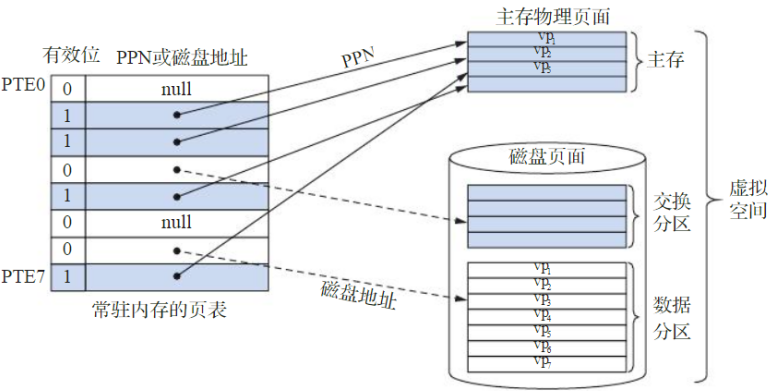 主存物理页面
有效位 PPN或磁盘地址
PTE0
0 null
1
1
0
1
0 null
0
PTE7 1
常驻内存的页表
PPN
磁盘地址
vp1
vp2
vp5
主存
磁盘页面
交换
分区
vp1
vp2
vp3
vp4
vp5
vp6
vp7
数据
分区
虚拟
空间